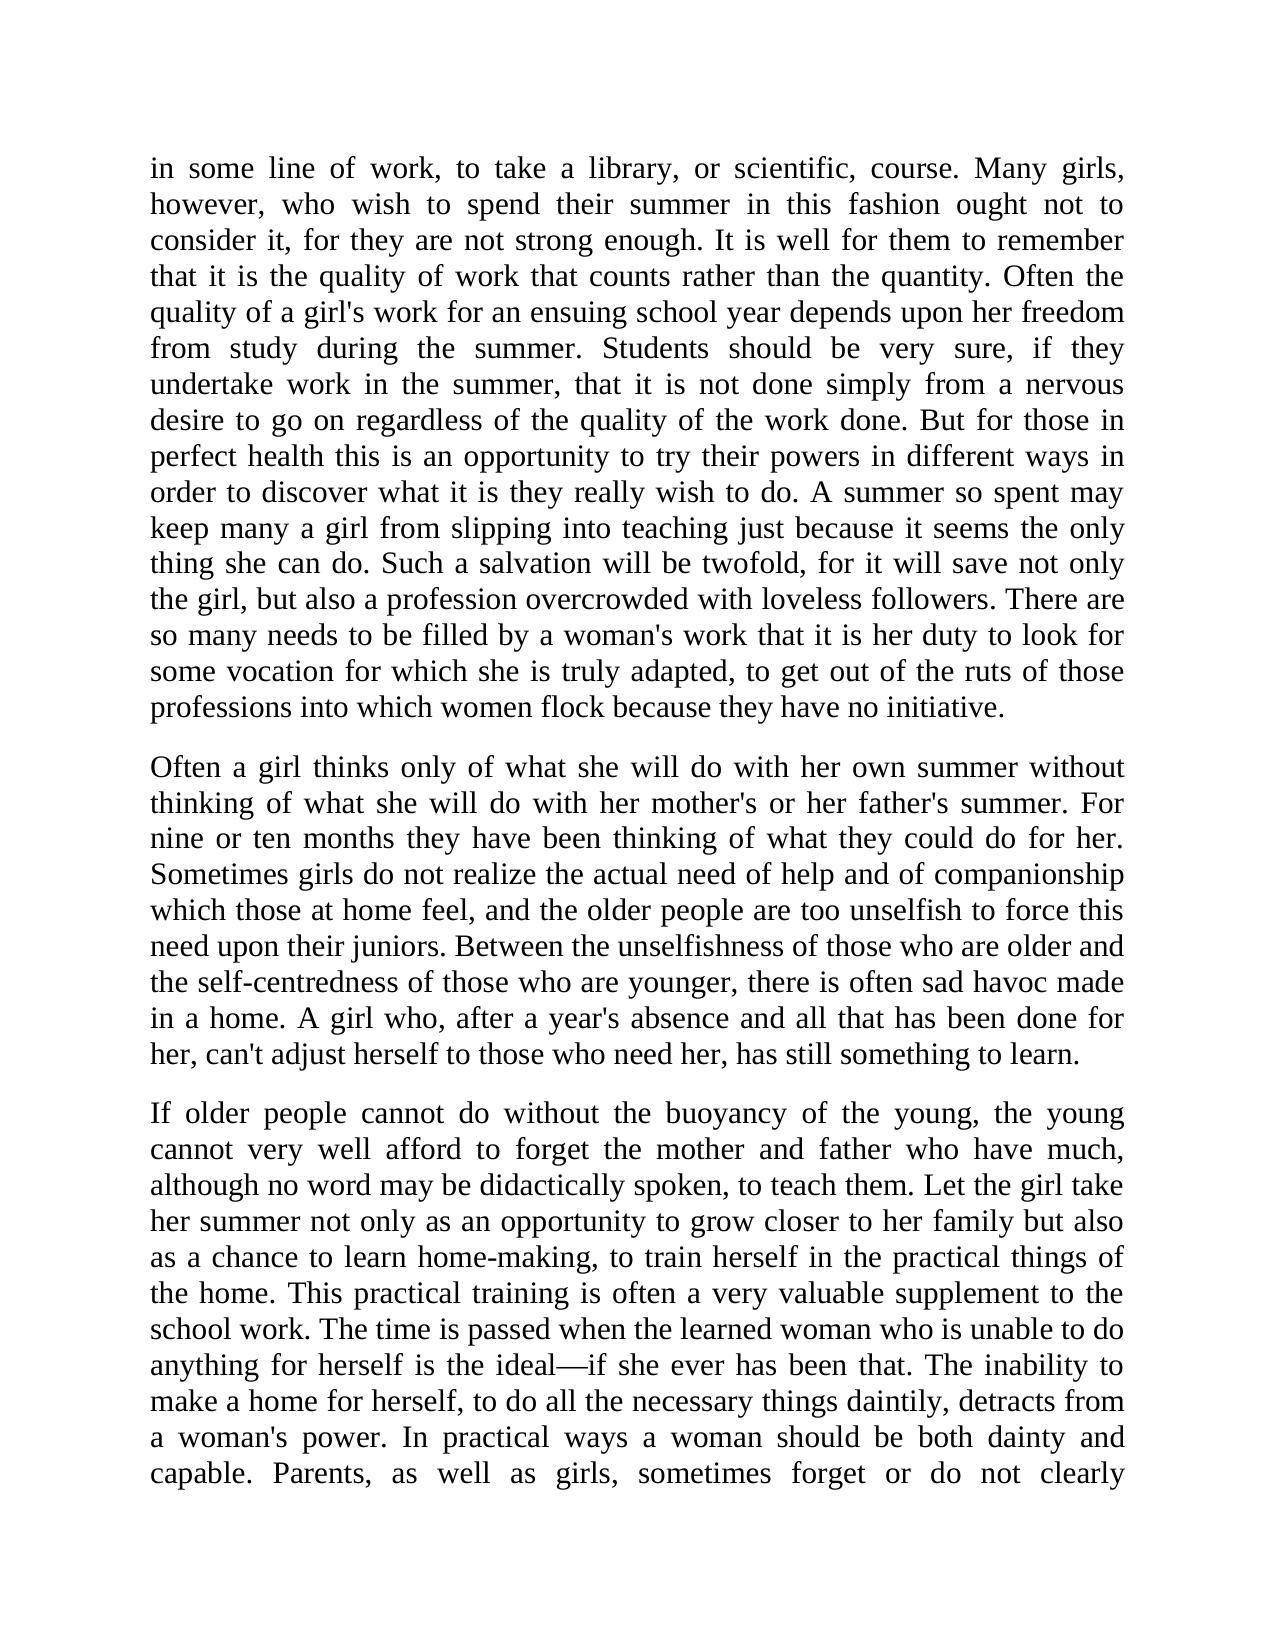 in some line of work, to take a library, or scientific, course. Many girls,
however, who wish to spend their summer in this fashion ought not to
consider it, for they are not strong enough. It is well for them to remember
that it is the quality of work that counts rather than the quantity. Often the
quality of a girl's work for an ensuing school year depends upon her freedom
from study during the summer. Students should be very sure, if they
undertake work in the summer, that it is not done simply from a nervous
desire to go on regardless of the quality of the work done. But for those in
perfect health this is an opportunity to try their powers in different ways in
order to discover what it is they really wish to do. A summer so spent may
keep many a girl from slipping into teaching just because it seems the only
thing she can do. Such a salvation will be twofold, for it will save not only
the girl, but also a profession overcrowded with loveless followers. There are
so many needs to be filled by a woman's work that it is her duty to look for
some vocation for which she is truly adapted, to get out of the ruts of those
professions into which women flock because they have no initiative.
Often a girl thinks only of what she will do with her own summer without
thinking of what she will do with her mother's or her father's summer. For
nine or ten months they have been thinking of what they could do for her.
Sometimes girls do not realize the actual need of help and of companionship
which those at home feel, and the older people are too unselfish to force this
need upon their juniors. Between the unselfishness of those who are older and
the self-centredness of those who are younger, there is often sad havoc made
in a home. A girl who, after a year's absence and all that has been done for
her, can't adjust herself to those who need her, has still something to learn.
If older people cannot do without the buoyancy of the young, the young
cannot very well afford to forget the mother and father who have much,
although no word may be didactically spoken, to teach them. Let the girl take
her summer not only as an opportunity to grow closer to her family but also
as a chance to learn home-making, to train herself in the practical things of
the home. This practical training is often a very valuable supplement to the
school work. The time is passed when the learned woman who is unable to do
anything for herself is the ideal—if she ever has been that. The inability to
make a home for herself, to do all the necessary things daintily, detracts from
a woman's power. In practical ways a woman should be both dainty and
capable. Parents, as well as girls, sometimes forget or do not clearly